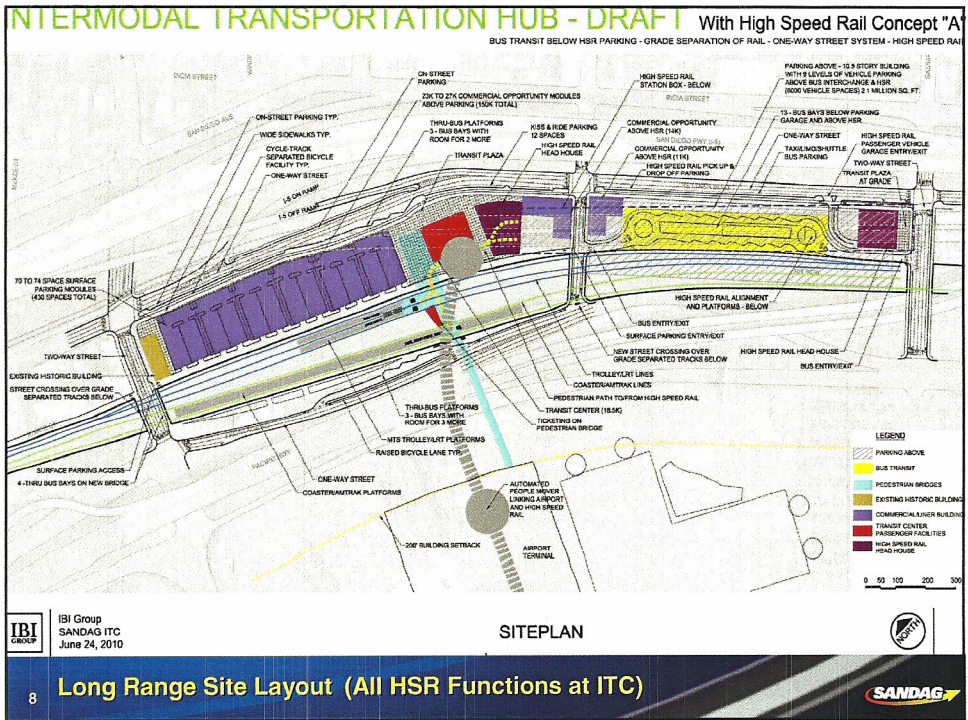 NTERMODAL TRANSPORTATION HUB - DRAFT With High Speed Rail Concept "A"
BUS TRANSIT BELOW HSR PARKING - GRADE SEPARATION OF RAIL - ONE-WAY STREET SYSTEM - HIGH SPEED RAIL
INDIA STREET
SAN DIEGO AVE
ON-STREET
PARKING
23K TO 27K COMMERCIAL OPPORTUNITY MODULES
ABOVE PARKING (150K TOTAL)
ON-STREET PARKING TYP.
WIDE SIDEWALKS TYP.
CYCLE-TRACK
SEPARATED BICYCLE
FACILITY TYP.
ONE-WAY STREET
I-5 ON RAMP
I-5 OFF RAMP
THRU-BUS PLATFORMS
3 - BUS BAYS WITH
ROOM FOR 2 MORE
TRANSIT PLAZA
KISS & RIDE PARKING
12 SPACES
HIGH SPEED RAIL
HEAD HOUSE
HIGH SPEED RAIL
STATION BOX - BELOW
INDIA STREET
COMMERCIAL OPPORTUNITY
ABOVE HSR (14K)
SAN DIEGO FWY (I-5)
COMMERCIAL OPPORTUNITY
ABOVE HSR (11K)
HIGH SPEED RAIL PICK UP &
DROP OFF PARKING
PARKING ABOVE - 10.5 STORY BUILDING
WITH 9 LEVELS OF VEHICLE PARKING
ABOVE BUS INTERCHANGE & HSR
(6000 VEHICLE SPACES) 2.1 MILLION SQ. FT.
13 - BUS BAYS BELOW PARKING
GARAGE AND ABOVE HSR
ONE-WAY STREET
TAXI/LIMO/SHUTTLE
BUS PARKING
HIGH SPEED RAIL
PASSENGER VEHICLE
GARAGE ENTRY/EXIT
TWO-WAY STREET
TRANSIT PLAZA
AT GRADE
70 TO 74 SPACE SURFACE
PARKING MODULES
(430 SPACES TOTAL)
TWO-WAY STREET
EXISTING HISTORIC BUILDING
STREET CROSSING OVER GRADE
SEPARATED TRACKS BELOW
SURFACE PARKING ACCESS
4 -THRU BUS BAYS ON NEW BRIDGE
THRU-BUS PLATFORMS
3 - BUS BAYS WITH
ROOM FOR 3 MORE
MTS TROLLEY/LRT PLATFORMS
RAISED BICYCLE LANE TYP.
ONE-WAY STREET
COASTER/AMTRAK PLATFORMS
HIGH SPEED RAIL ALIGNMENT
AND PLATFORMS - BELOW
BUS ENTRY/EXIT
SURFACE PARKING ENTRY/EXIT
NEW STREET CROSSING OVER
GRADE SEPARATED TRACKS BELOW
TROLLEY/LRT LINES
COASTER/AMTRAK LINES
PEDESTRIAN PATH TO/FROM HIGH SPEED RAIL
TRANSIT CENTER (18.5K)
TICKETING ON
PEDESTRIAN BRIDGE
HIGH SPEED RAIL HEAD HOUSE
BUS ENTRY/EXIT
AUTOMATED
PEOPLE MOVER
LINKING AIRPORT
AND HIGH SPEED
RAIL
200' BUILDING SETBACK
AIRPORT
TERMINAL
LEGEND
PARKING ABOVE
BUS TRANSIT
PEDESTRIAN BRIDGES
EXISTING HISTORIC BUILDING
COMMERCIAL/LINER BUILDING
TRANSIT CENTER
PASSENGER FACILITIES
HIGH SPEED RAIL
HEAD HOUSE
0 50 100 200 300
IBI
GROUP
IBI Group
SANDAG ITC
June 24, 2010
SITEPLAN
NORTH
8 Long Range Site Layout (All HSR Functions at ITC)
SANDAG